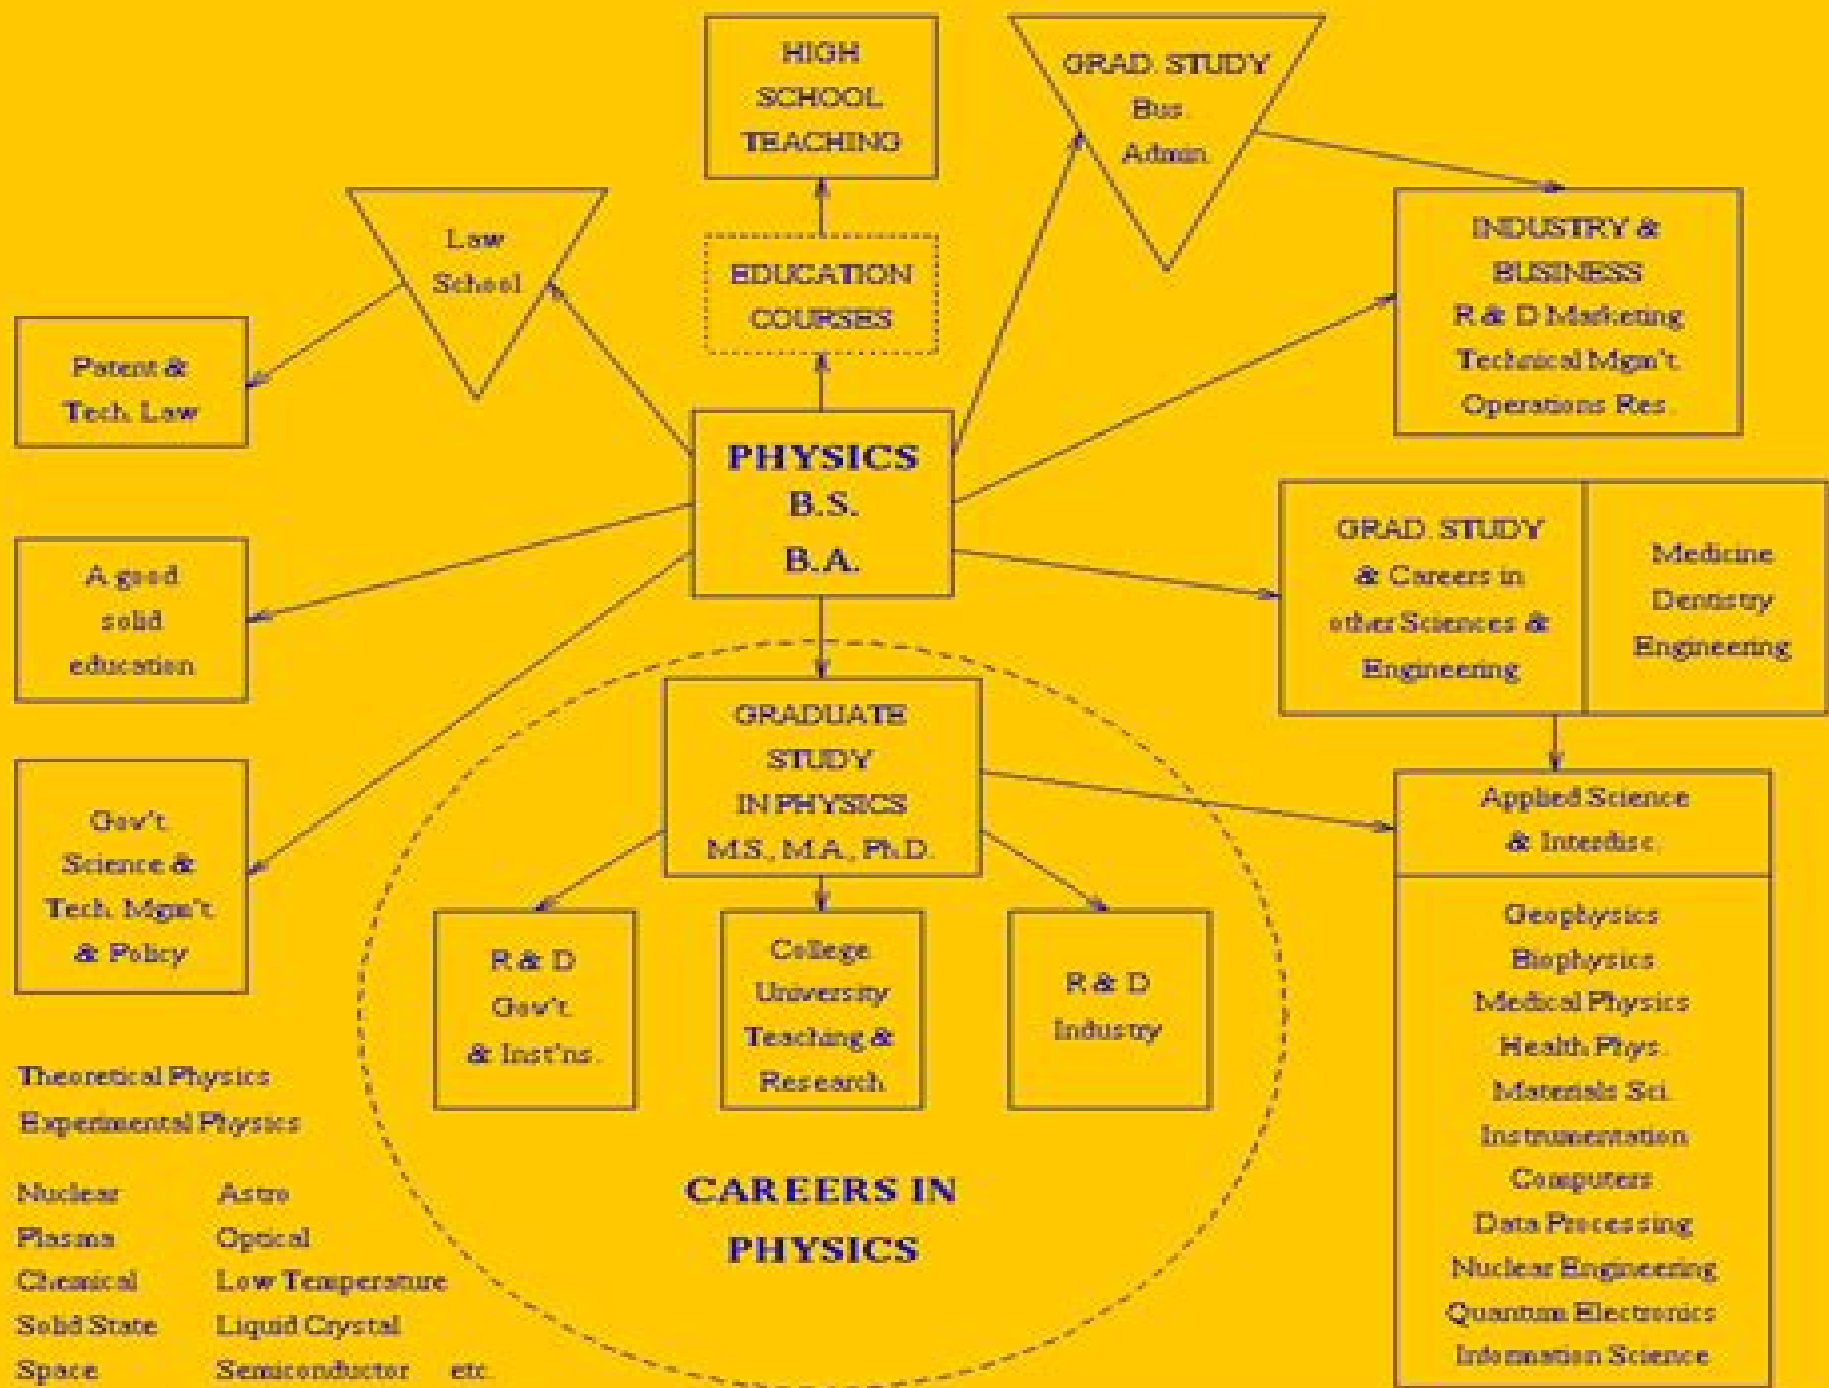 HIGH
SCHOOL
TEACHING
GRAD. STUDY
Bus.
Admin.
Law
School
EDUCATION
COURSES
INDUSTRY &
BUSINESS
R & D Marketing
Technical Mgm't.
Operations Res.
Patent &
Tech. Law
PHYSICS
B.S.
B.A.
A good
solid
education
GRAD. STUDY
& Careers in
other Sciences &
Engineering
Medicine
Dentistry
Engineering
Gov't.
Science &
Tech. Mgm't.
& Policy
GRADUATE
STUDY
IN PHYSICS
M.S., M.A., Ph.D.
Applied Science
& Interdisc.
Geophysics
Biophysics
Medical Physics
Health Phys.
Materials Sci.
Instrumentation
Computers
Data Processing
Nuclear Engineering
Quantum Electronics
Information Science
R & D
Gov't.
& Inst'ns.
College
University
Teaching &
Research
R & D
Industry
CAREERS IN
PHYSICS
Theoretical Physics
Experimental Physics
Nuclear Astro
Plasma Optical
Chemical Low Temperature
Solid State Liquid Crystal
Space Semiconductor etc.